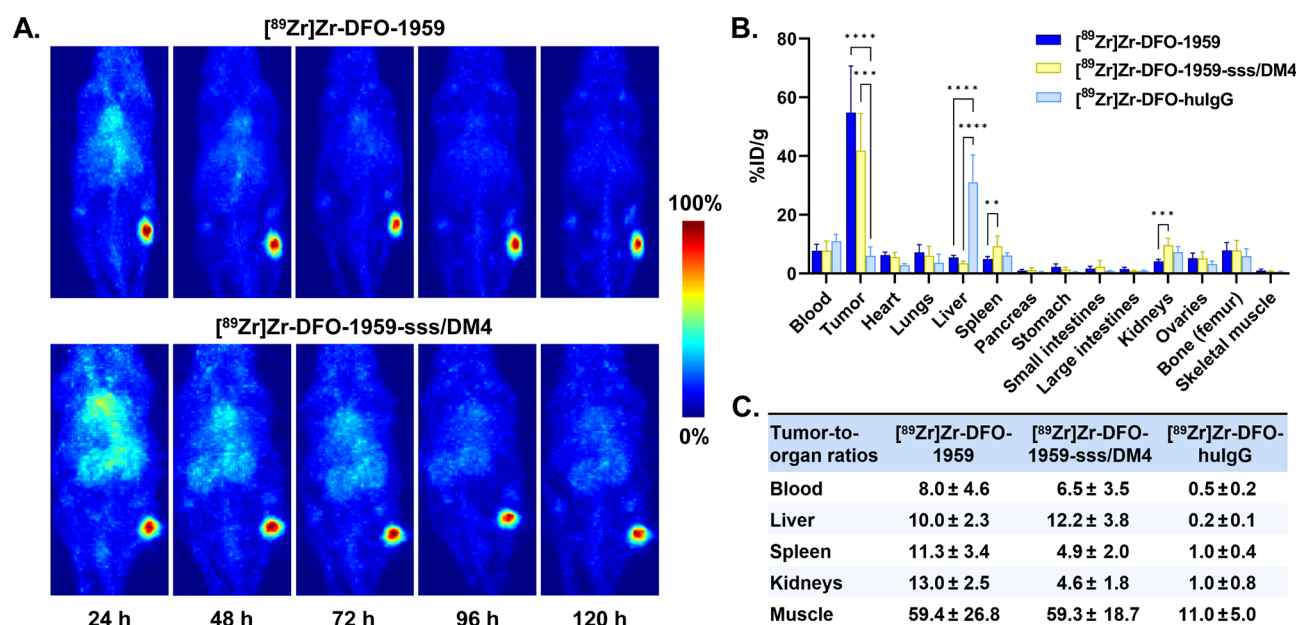 A.
[⁸⁹Zr]Zr-DFO-1959
100%
0%
[⁸⁹Zr]Zr-DFO-1959-sss/DM4
24 h 48 h 72 h 96 h 120 h
B.
[⁸⁹Zr]Zr-DFO-1959
[⁸⁹Zr]Zr-DFO-1959-sss/DM4
[⁸⁹Zr]Zr-DFO-huIgG
%ID/g
80
60
40
20
0
****
***
****
****
**
***
Blood
Tumor
Heart
Lungs
Liver
Spleen
Pancreas
Stomach
Small intestines
Large intestines
Kidneys
Ovaries
Bone (femur)
Skeletal muscle
C.
Tumor-to- [⁸⁹Zr]Zr-DFO- [⁸⁹Zr]Zr-DFO- [⁸⁹Zr]Zr-DFO-
organ ratios 1959 1959-sss/DM4 huIgG
Blood 8.0 ± 4.6 6.5 ± 3.5 0.5 ± 0.2
Liver 10.0 ± 2.3 12.2 ± 3.8 0.2 ± 0.1
Spleen 11.3 ± 3.4 4.9 ± 2.0 1.0 ± 0.4
Kidneys 13.0 ± 2.5 4.6 ± 1.8 1.0 ± 0.8
Muscle 59.4 ± 26.8 59.3 ± 18.7 11.0 ± 5.0